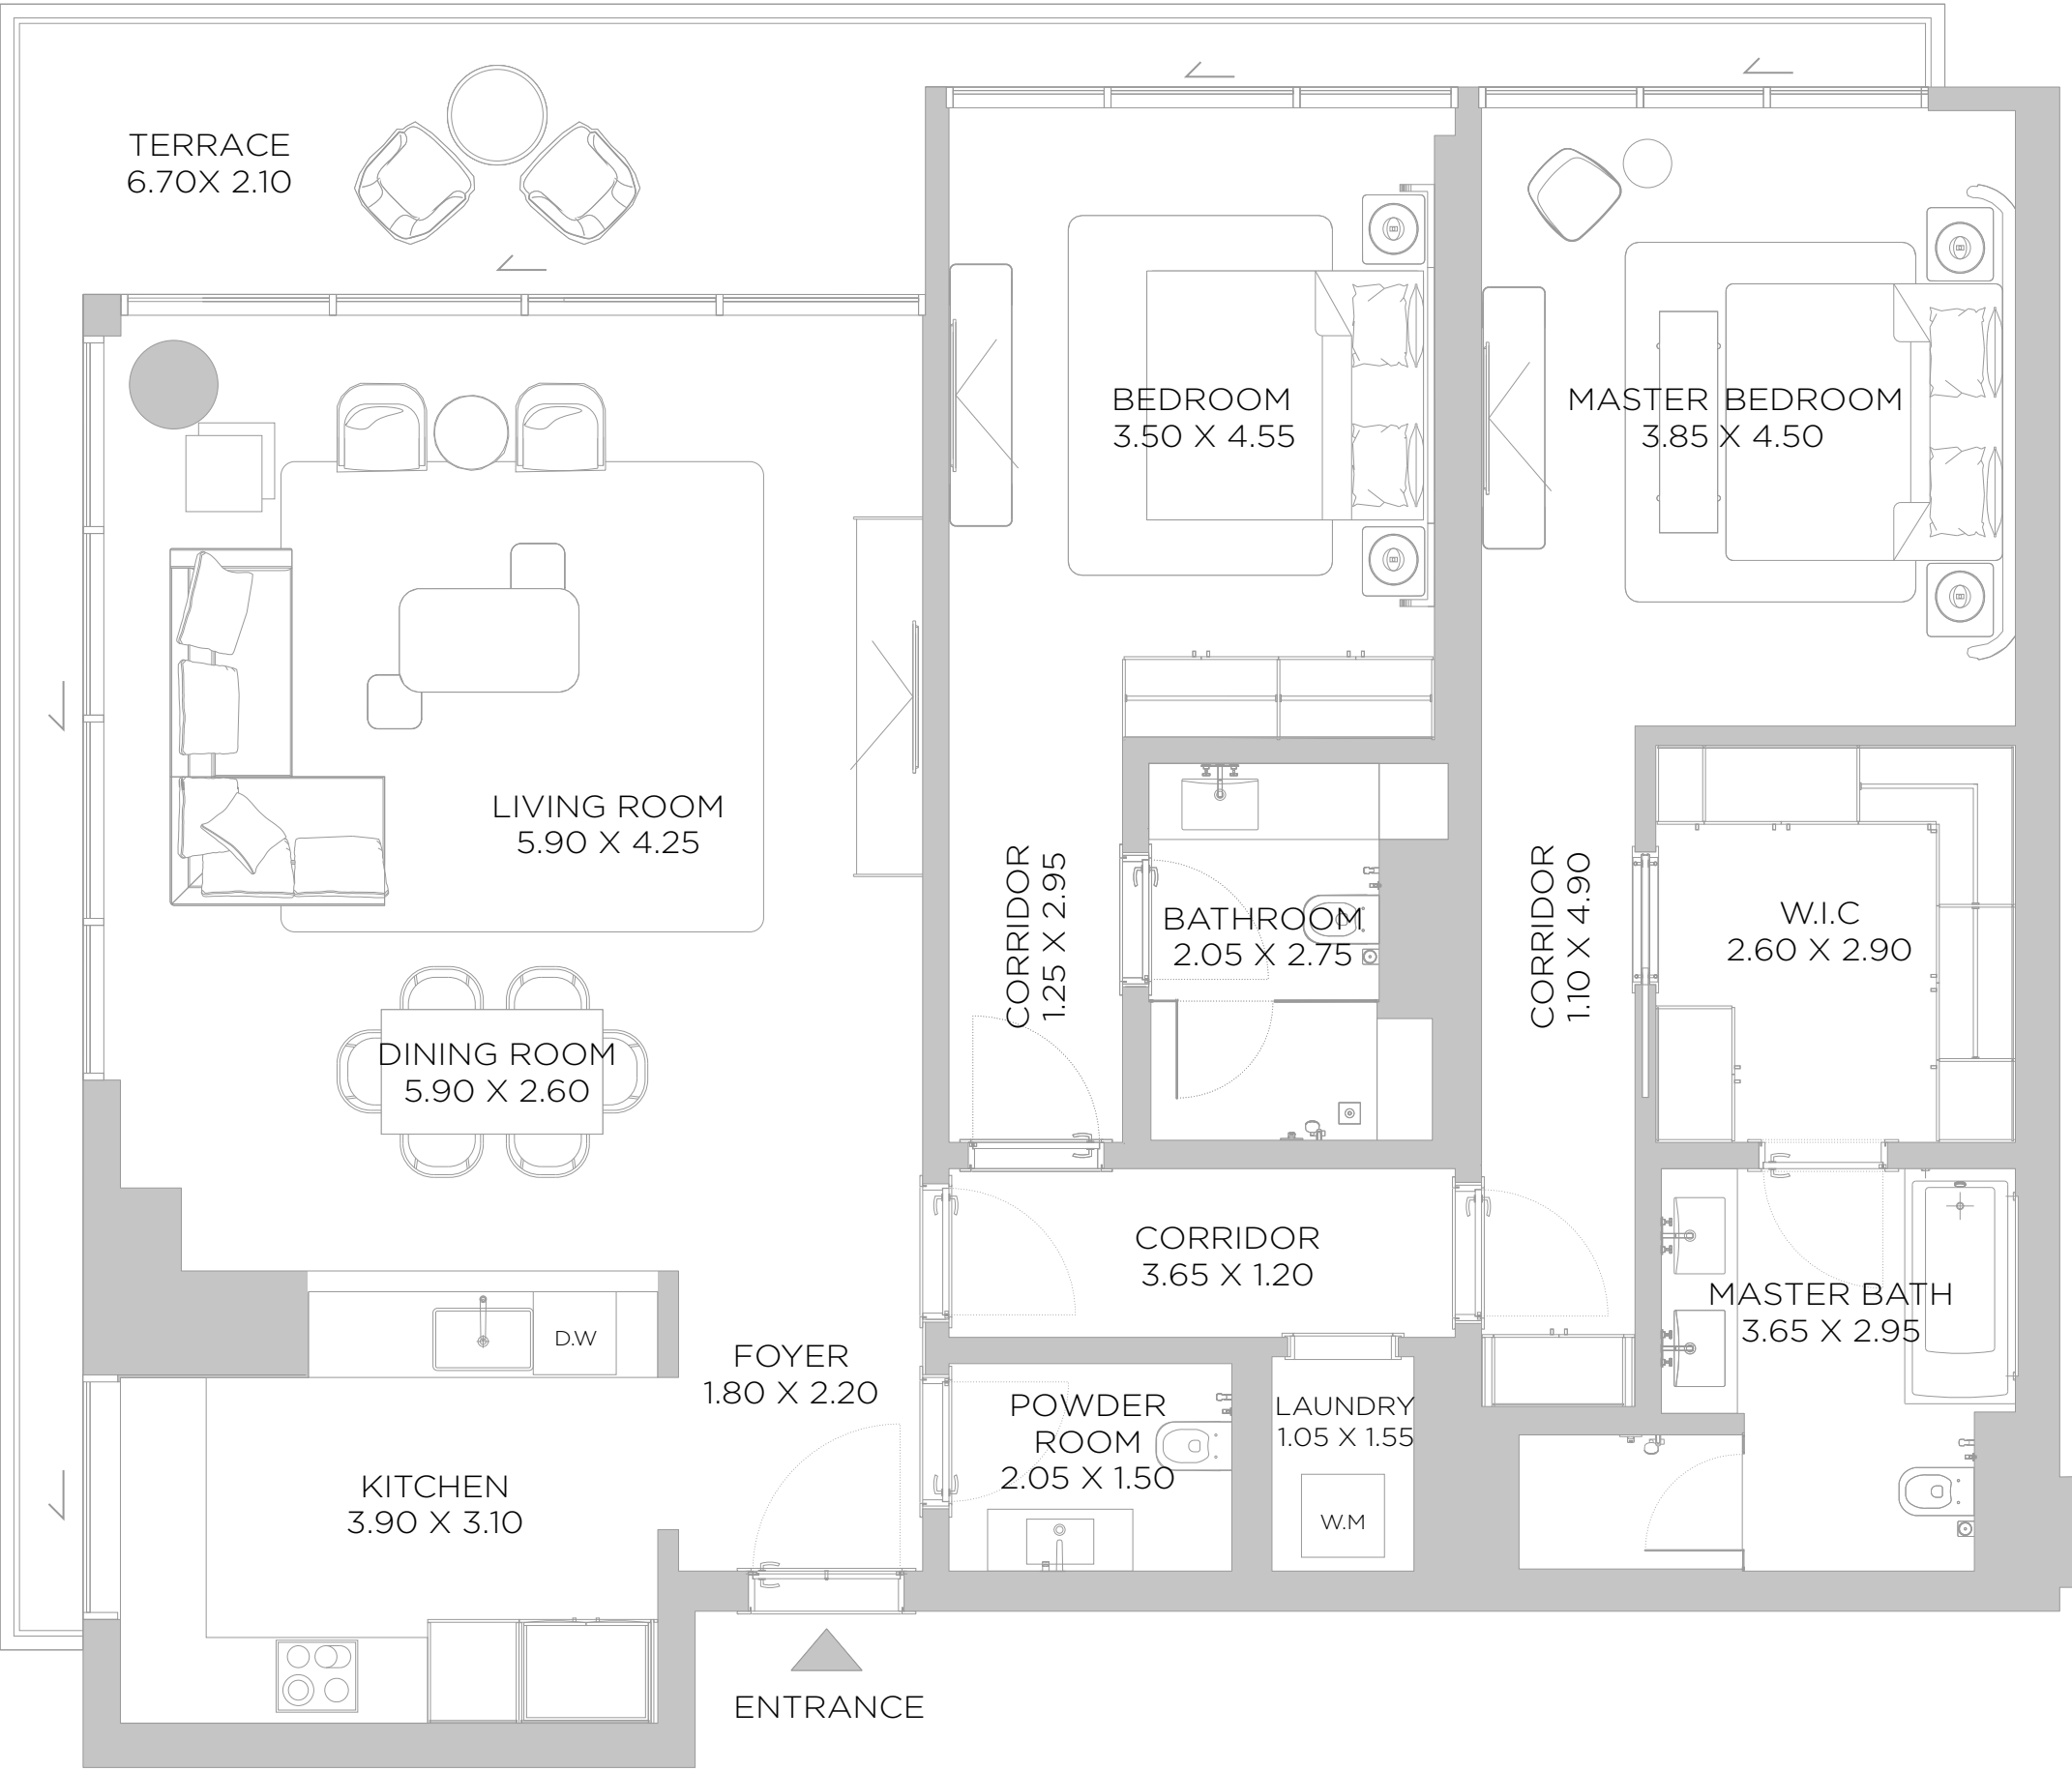 TERRACE
6.70X 2.10
BEDROOM
3.50 X 4.55
MASTER BEDROOM
3.85 X 4.50
LIVING ROOM
5.90 X 4.25
CORRIDOR
1.25 X 2.95
BATHROOM
2.05 X 2.75
CORRIDOR
1.10 X 4.90
W.I.C
2.60 X 2.90
DINING ROOM
5.90 X 2.60
CORRIDOR
3.65 X 1.20
MASTER BATH
3.65 X 2.95
D.W
FOYER
1.80 X 2.20
POWDER
ROOM
2.05 X 1.50
LAUNDRY
1.05 X 1.55
KITCHEN
3.90 X 3.10
W.M
ENTRANCE